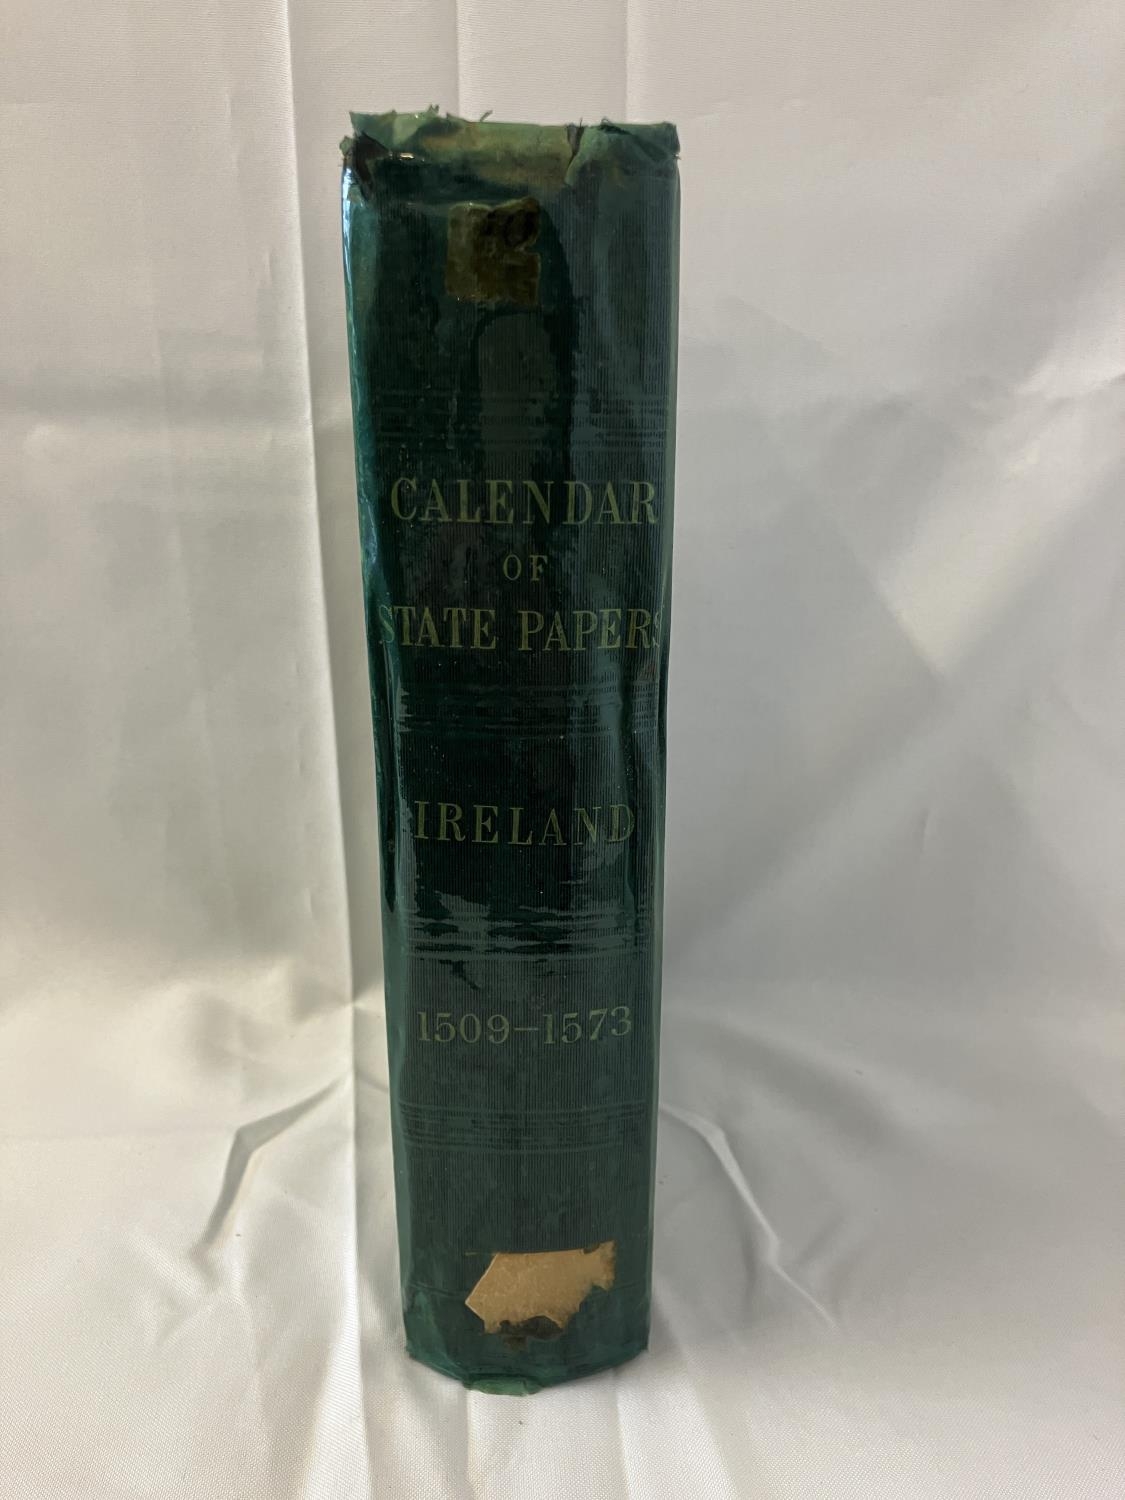 CALENDAR
OF
STATE PAPERS
IRELAND
1509–1573